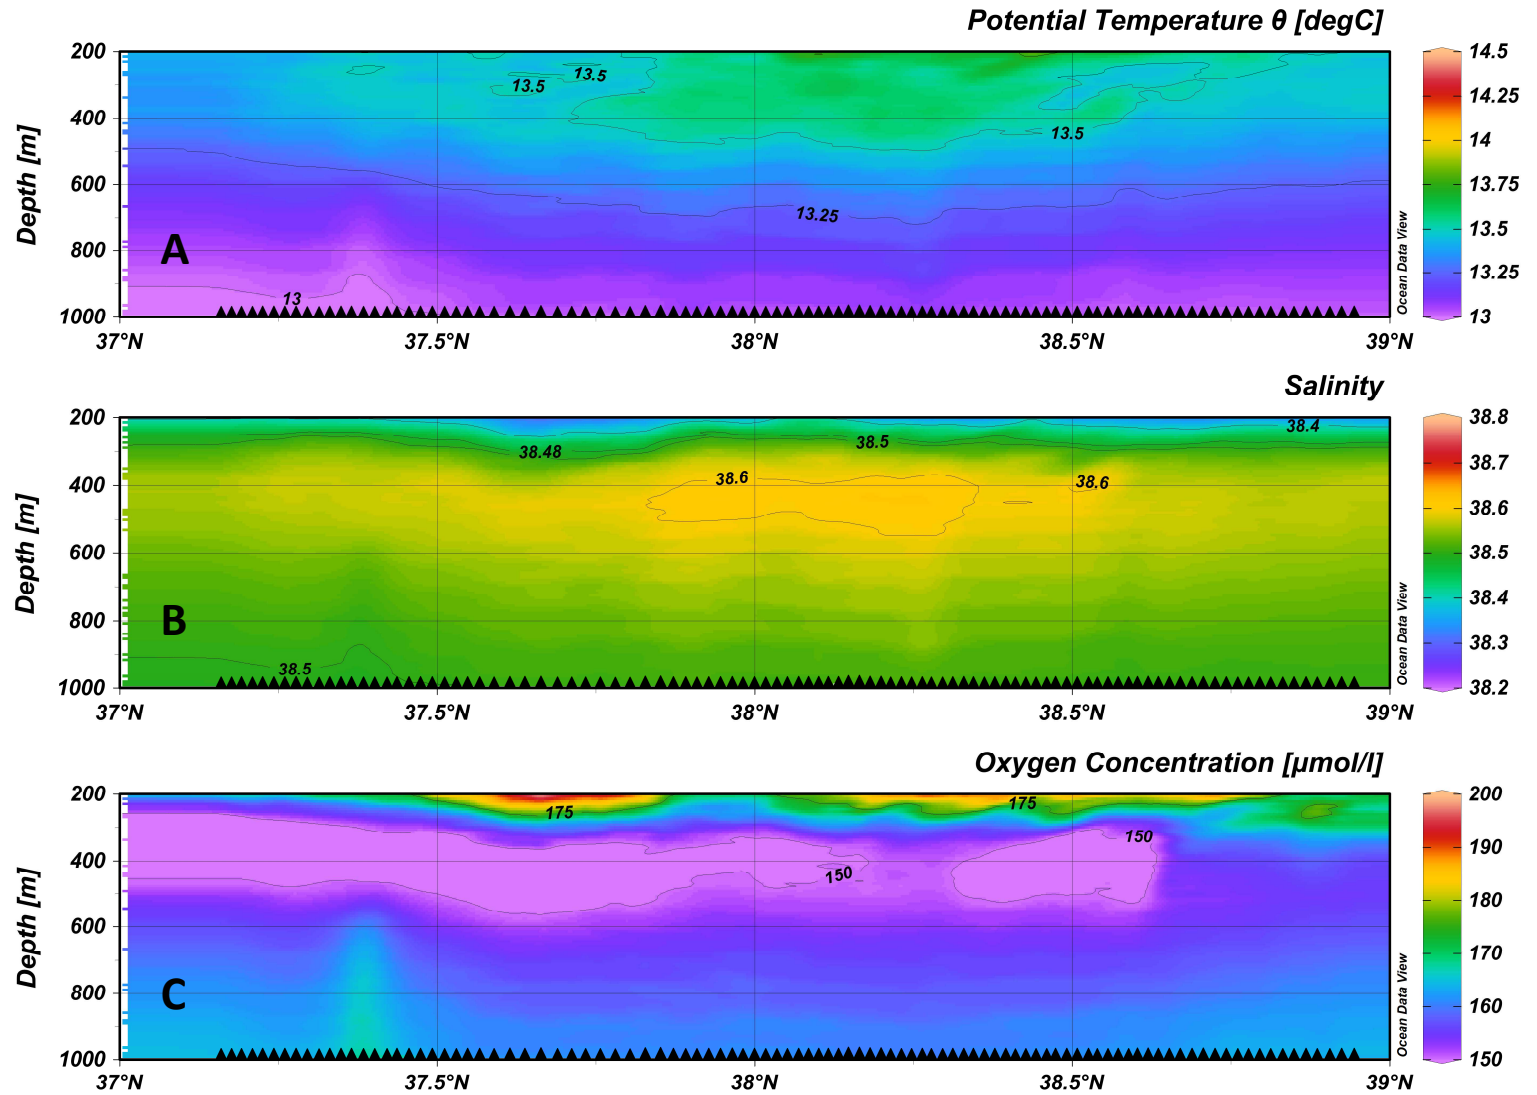 Potential Temperature θ [degC]
200
400
600
800
1000
Depth [m]
A
13.5
13.5
13.5
13.25
13
Ocean Data View
14.5
14.25
14
13.75
13.5
13.25
13
37°N
37.5°N
38°N
38.5°N
39°N
Salinity
200
400
600
800
1000
Depth [m]
B
38.4
38.5
38.48
38.6
38.6
38.5
Ocean Data View
38.8
38.7
38.6
38.5
38.4
38.3
38.2
37°N
37.5°N
38°N
38.5°N
39°N
Oxygen Concentration [μmol/l]
200
400
600
800
1000
Depth [m]
C
175
175
150
150
Ocean Data View
200
190
180
170
160
150
37°N
37.5°N
38°N
38.5°N
39°N